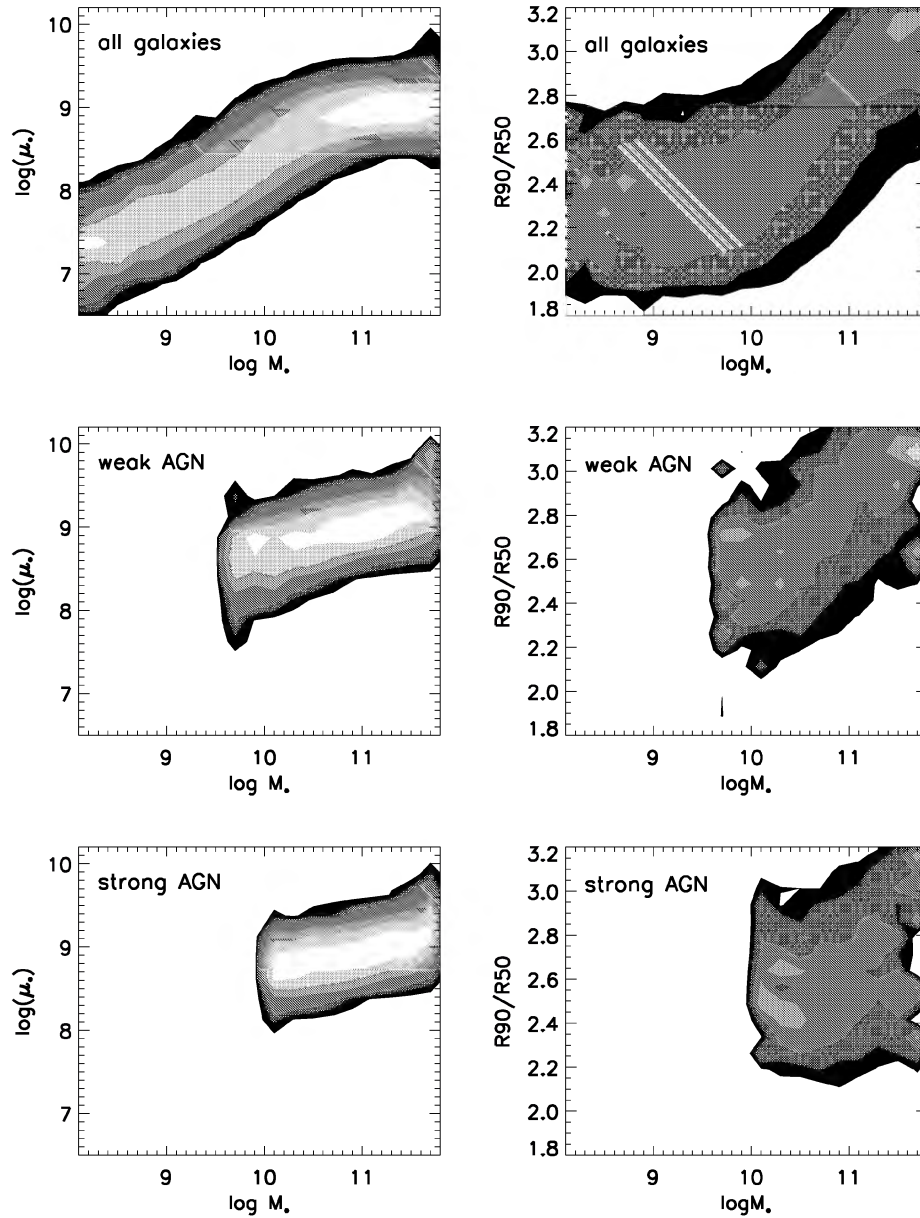 all galaxies
log(μ*)
10
9
8
7
9 10 11
log M*
all galaxies
R90/R50
3.2
3.0
2.8
2.6
2.4
2.2
2.0
1.8
9 10 11
logM*
weak AGN
log(μ*)
10
9
8
7
9 10 11
log M*
weak AGN
R90/R50
3.2
3.0
2.8
2.6
2.4
2.2
2.0
1.8
9 10 11
logM*
strong AGN
log(μ*)
10
9
8
7
9 10 11
log M*
strong AGN
R90/R50
3.2
3.0
2.8
2.6
2.4
2.2
2.0
1.8
9 10 11
logM*